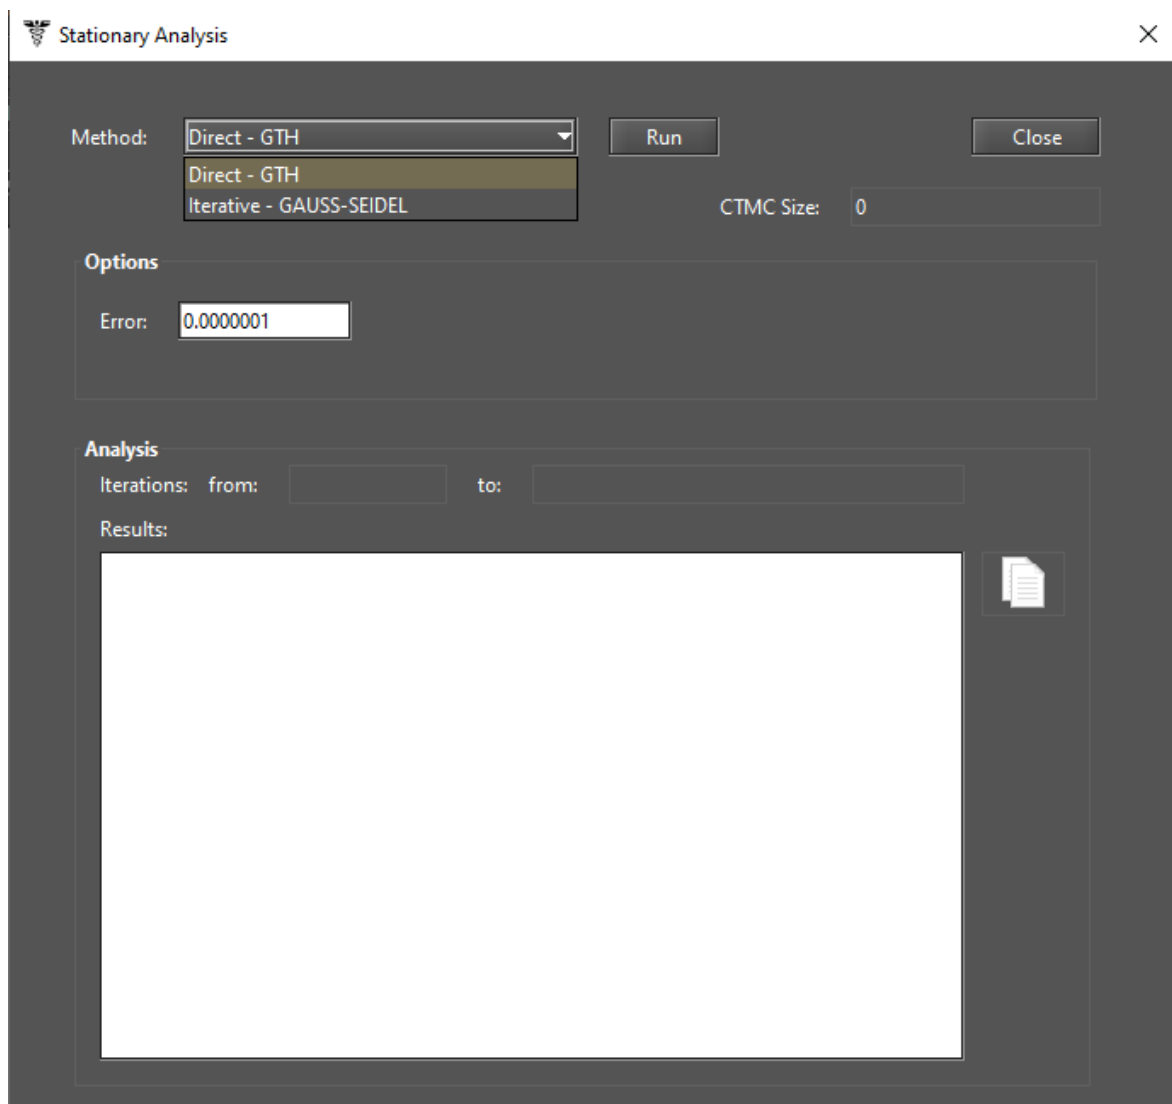 Stationary Analysis
Method: Direct - GTH Run Close
Direct - GTH
Iterative - GAUSS-SEIDEL
CTMC Size: 0
Options
Error: 0.0000001
Analysis
Iterations: from: to:
Results: